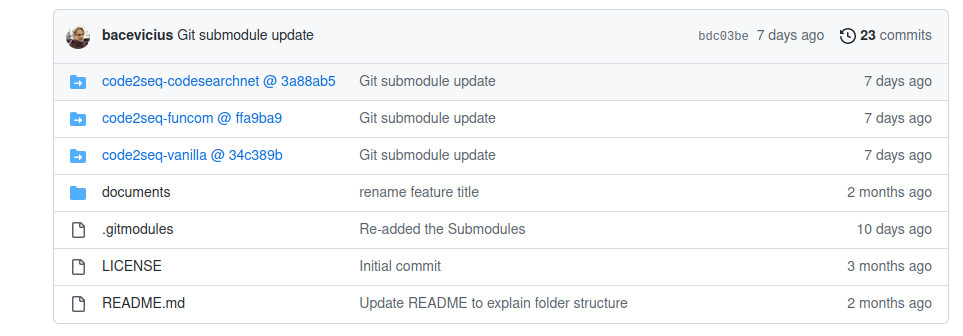 bacevicius Git submodule update bdc03be 7 days ago 23 commits
code2seq-codesearchnet @ 3a88ab5 Git submodule update 7 days ago
code2seq-funcom @ ffa9ba9 Git submodule update 7 days ago
code2seq-vanilla @ 34c389b Git submodule update 7 days ago
documents rename feature title 2 months ago
.gitmodules Re-added the Submodules 10 days ago
LICENSE Initial commit 3 months ago
README.md Update README to explain folder structure 2 months ago